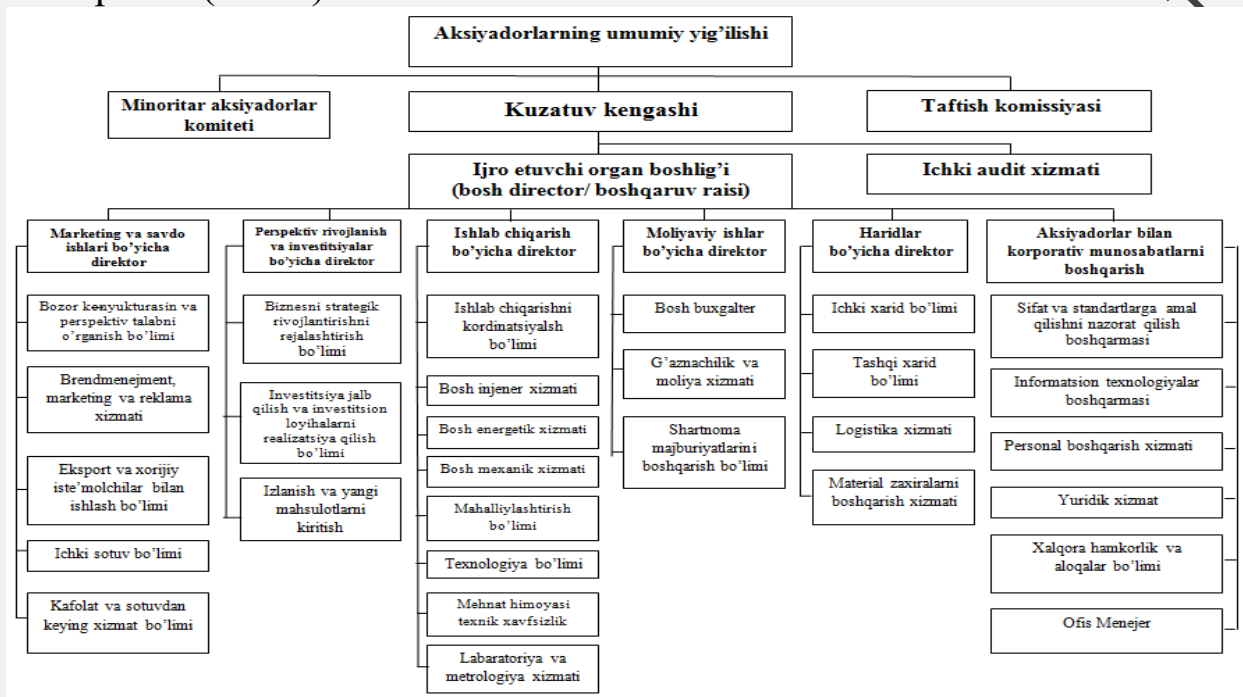 Aksiyadorlarning umumiy yig'ilishi
Minoritar aksiyadorlar
komiteti
Kuzatuv kengashi
Taftish komissiyasi
Ijro etuvchi organ boshlig'i
(bosh director/ boshqaruv raisi)
Ichki audit xizmati
Marketing va savdo
ishlari bo'yicha
direktor
Bozor konyukturasin va
perspektiv talabni
o'rganish bo'limi
Brendmenejment,
marketing va reklama
xizmati
Eksport va xorijiy
iste'molchilar bilan
ishlash bo'limi
Ichki sotuv bo'limi
Kafolat va sotuvdan
keying xizmat bo'limi
Perspektiv rivojlanish
va investitsiyalar
bo'yicha direktor
Biznesni strategik
rivojlantirishni
rejalashtirish
bo'limi
Investitsiya jalb
qilish va investitsion
loyihalarni
realizatsiya qilish
bo'limi
Izlanish va yangi
mahsulotlarni
kiritish
Ishlab chiqarish
bo'yicha direktor
Ishlab chiqarishni
kordinatsiyalsh
bo'limi
Bosh injener xizmati
Bosh energetik xizmati
Bosh mexanik xizmati
Mahalliylashtirish
bo'limi
Texnologiya bo'limi
Mehnat himoyasi
texnik xavfsizlik
Labaratoriya va
metrologiya xizmati
Moliyaviy ishlar
bo'yicha direktor
Bosh buxgalter
G'aznachilik va
moliya xizmati
Shartnoma
majburiyatlarini
boshqarish bo'limi
Haridlar
bo'yicha direktor
Ichki xarid bo'limi
Tashqi xarid
bo'limi
Logistika xizmati
Material zaxiralarni
boshqarish xizmati
Aksiyadorlar bilan
korporativ munosabatlarni
boshqarish
Sifat va standartlarga amal
qilishni nazorat qilish
boshqarmasi
Informatsion texnologiyalar
boshqarmasi
Personal boshqarish xizmati
Yuridik xizmat
Xalqora hamkorlik va
aloqalar bo'limi
Ofis Menejer